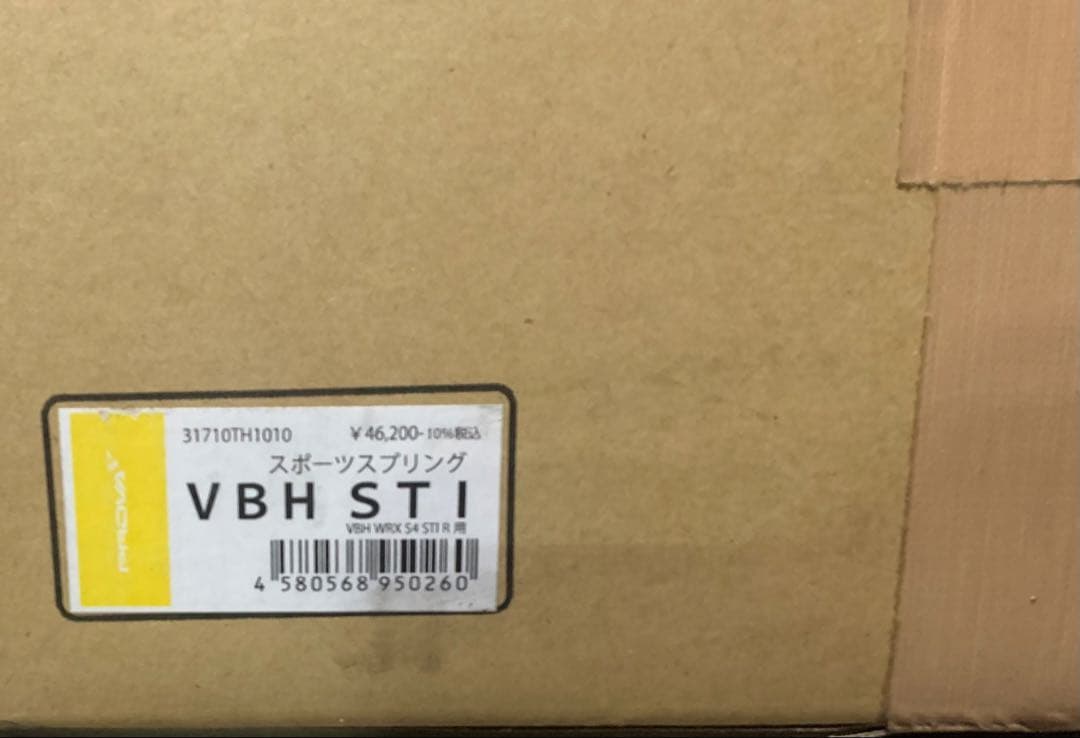 PROVA
31710TH1010 ￥46,200- 10%税込
スポーツスプリング
VBH STI
VBH WRX S4 STI R 用
4 580568 950260